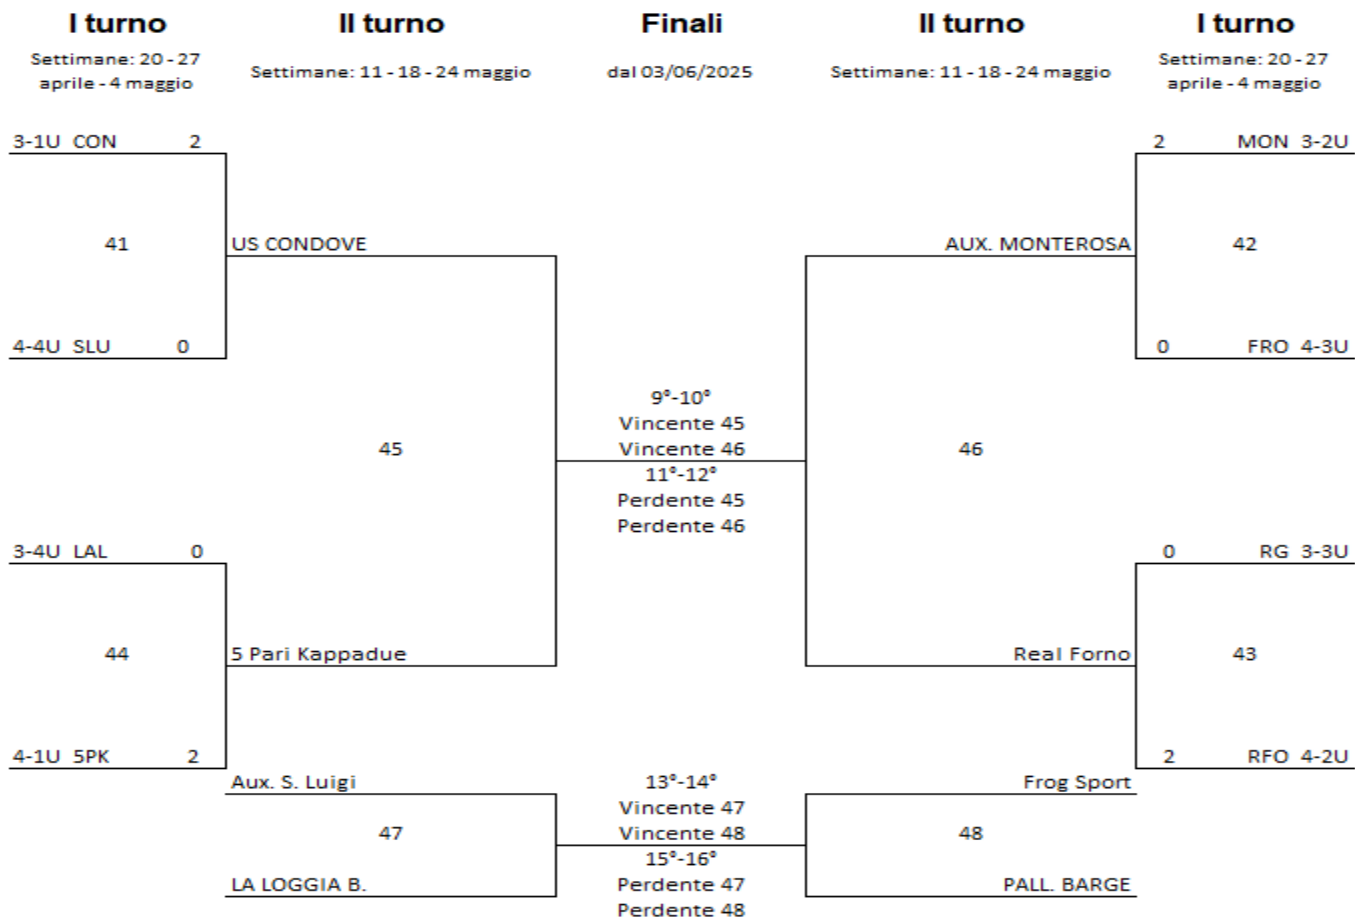 I turno II turno Finali II turno I turno
Settimane: 20 - 27 aprile - 4 maggio
Settimane: 11 - 18 - 24 maggio
dal 03/06/2025
Settimane: 11 - 18 - 24 maggio
Settimane: 20 - 27 aprile - 4 maggio
3-1U CON 2 2 MON 3-2U
41 US CONDOVE AUX. MONTEROSA 42
4-4U SLU 0 0 FRO 4-3U
9°-10°
Vincente 45
45 Vincente 46 46
11°-12°
Perdente 45
Perdente 46
3-4U LAL 0 0 RG 3-3U
44 5 Pari Kappadue Real Forno 43
4-1U 5PK 2 2 RFO 4-2U
Aux. S. Luigi 13°-14° Frog Sport
Vincente 47
47 Vincente 48 48
15°-16°
LA LOGGIA B. Perdente 47 PALL. BARGE
Perdente 48